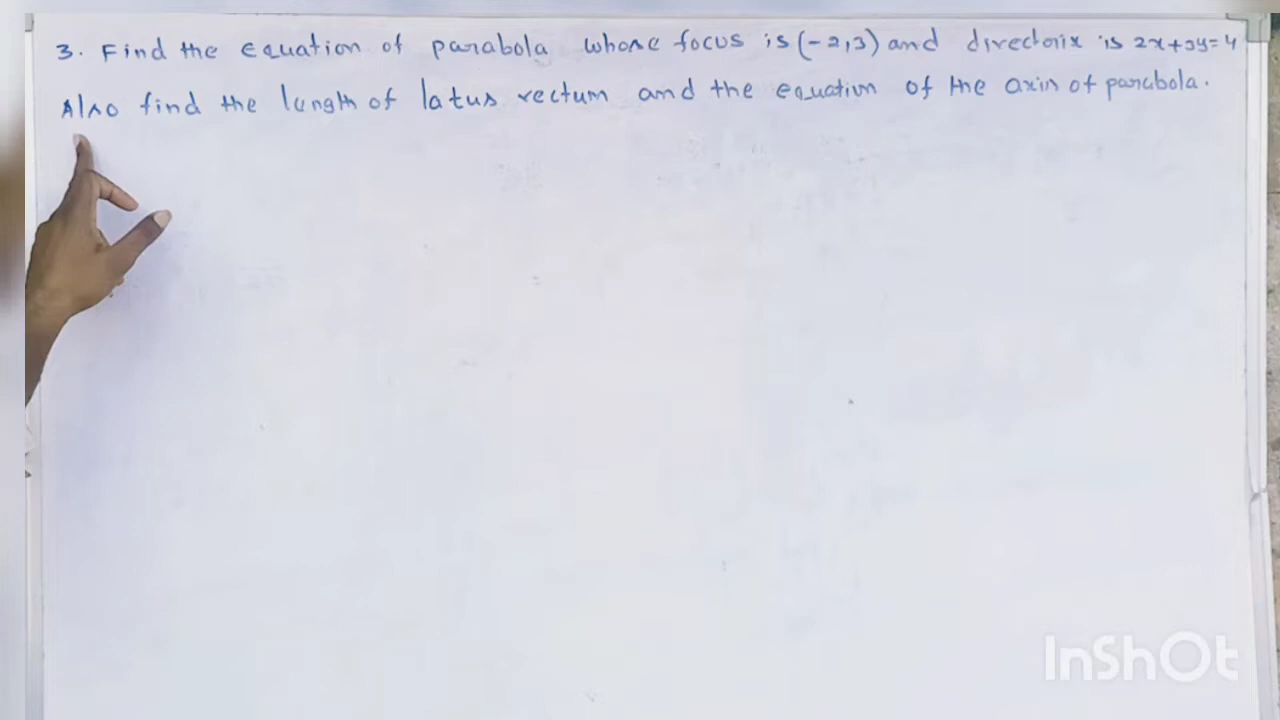 3. Find the equation of parabola whose focus is (-2,3) and directorix is 2x+3y=4
Also find the length of latus rectum and the equation of the axis of parabola.
InShOt